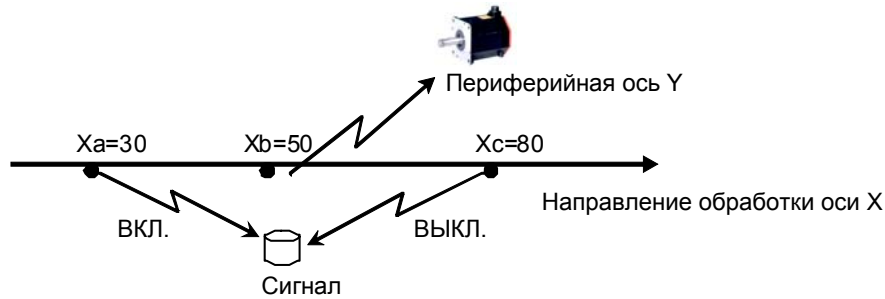 Периферийная ось Y
Xa=30 Xb=50 Xc=80
Направление обработки оси X
ВКЛ. ВЫКЛ.
Сигнал